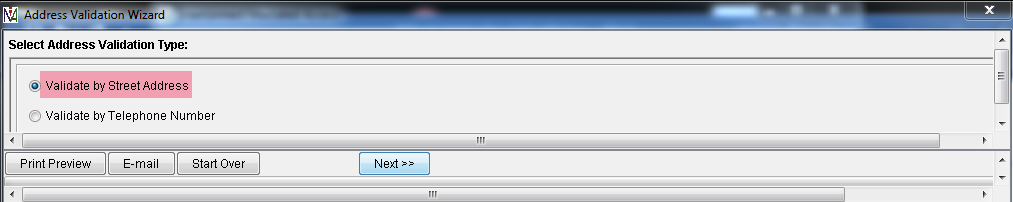 Address Validation Wizard
Select Address Validation Type:
Validate by Street Address
Validate by Telephone Number
Print Preview E-mail Start Over Next >>